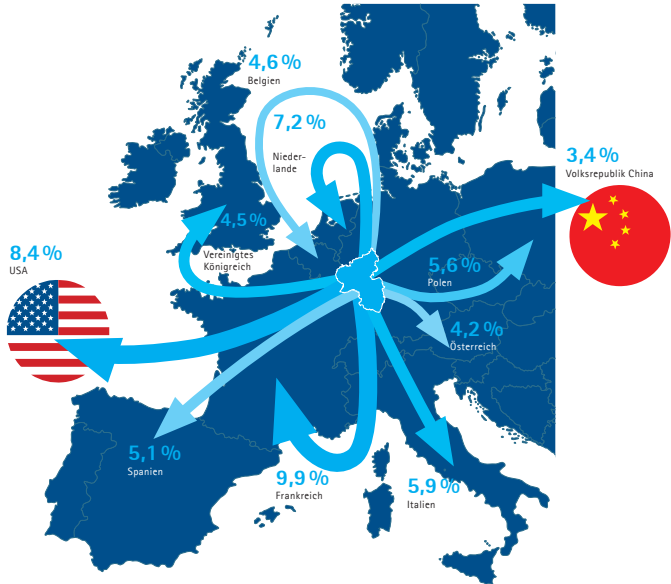 4,6 %
Belgien
7,2 %
Nieder-
lande
3,4 %
Volksrepublik China
4,5 %
Vereinigtes
Königreich
8,4 %
USA
5,6 %
Polen
4,2 %
Österreich
5,1 %
Spanien
9,9 %
Frankreich
5,9 %
Italien